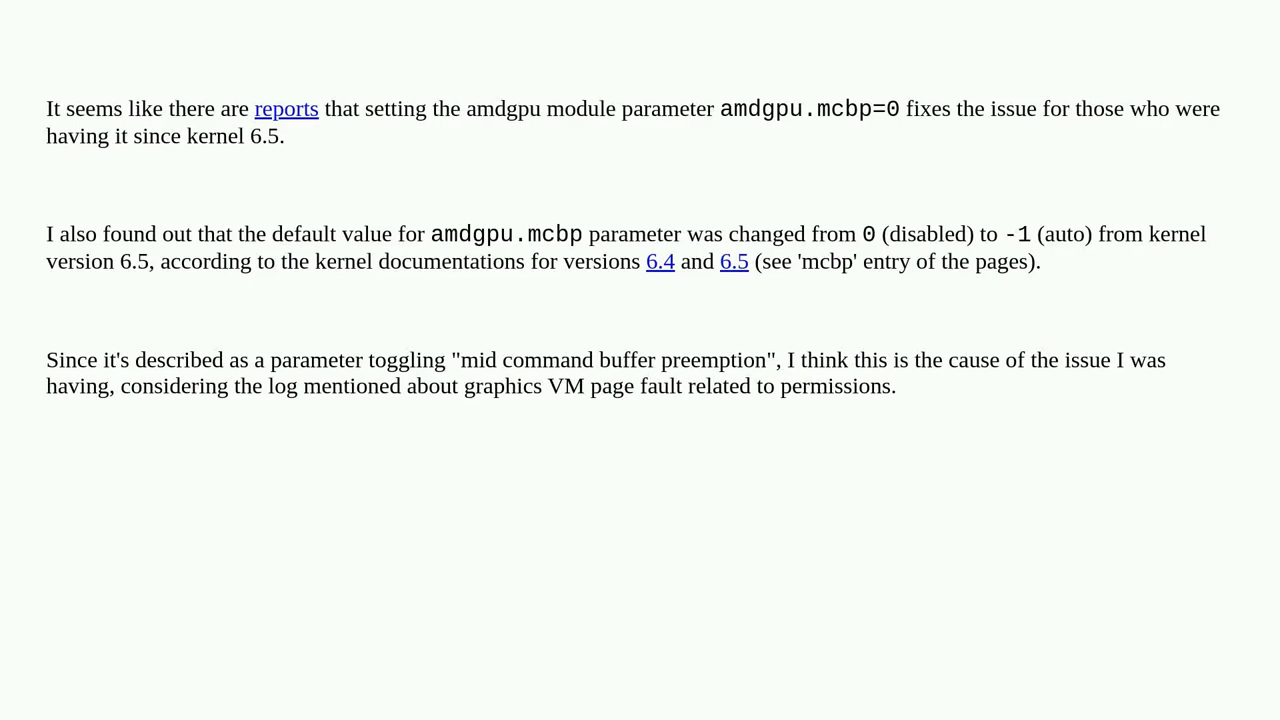 It seems like there are reports that setting the amdgpu module parameter amdgpu.mcbp=0 fixes the issue for those who were
having it since kernel 6.5.
I also found out that the default value for amdgpu.mcbp parameter was changed from 0 (disabled) to -1 (auto) from kernel
version 6.5, according to the kernel documentations for versions 6.4 and 6.5 (see 'mcbp' entry of the pages).
Since it's described as a parameter toggling "mid command buffer preemption", I think this is the cause of the issue I was
having, considering the log mentioned about graphics VM page fault related to permissions.